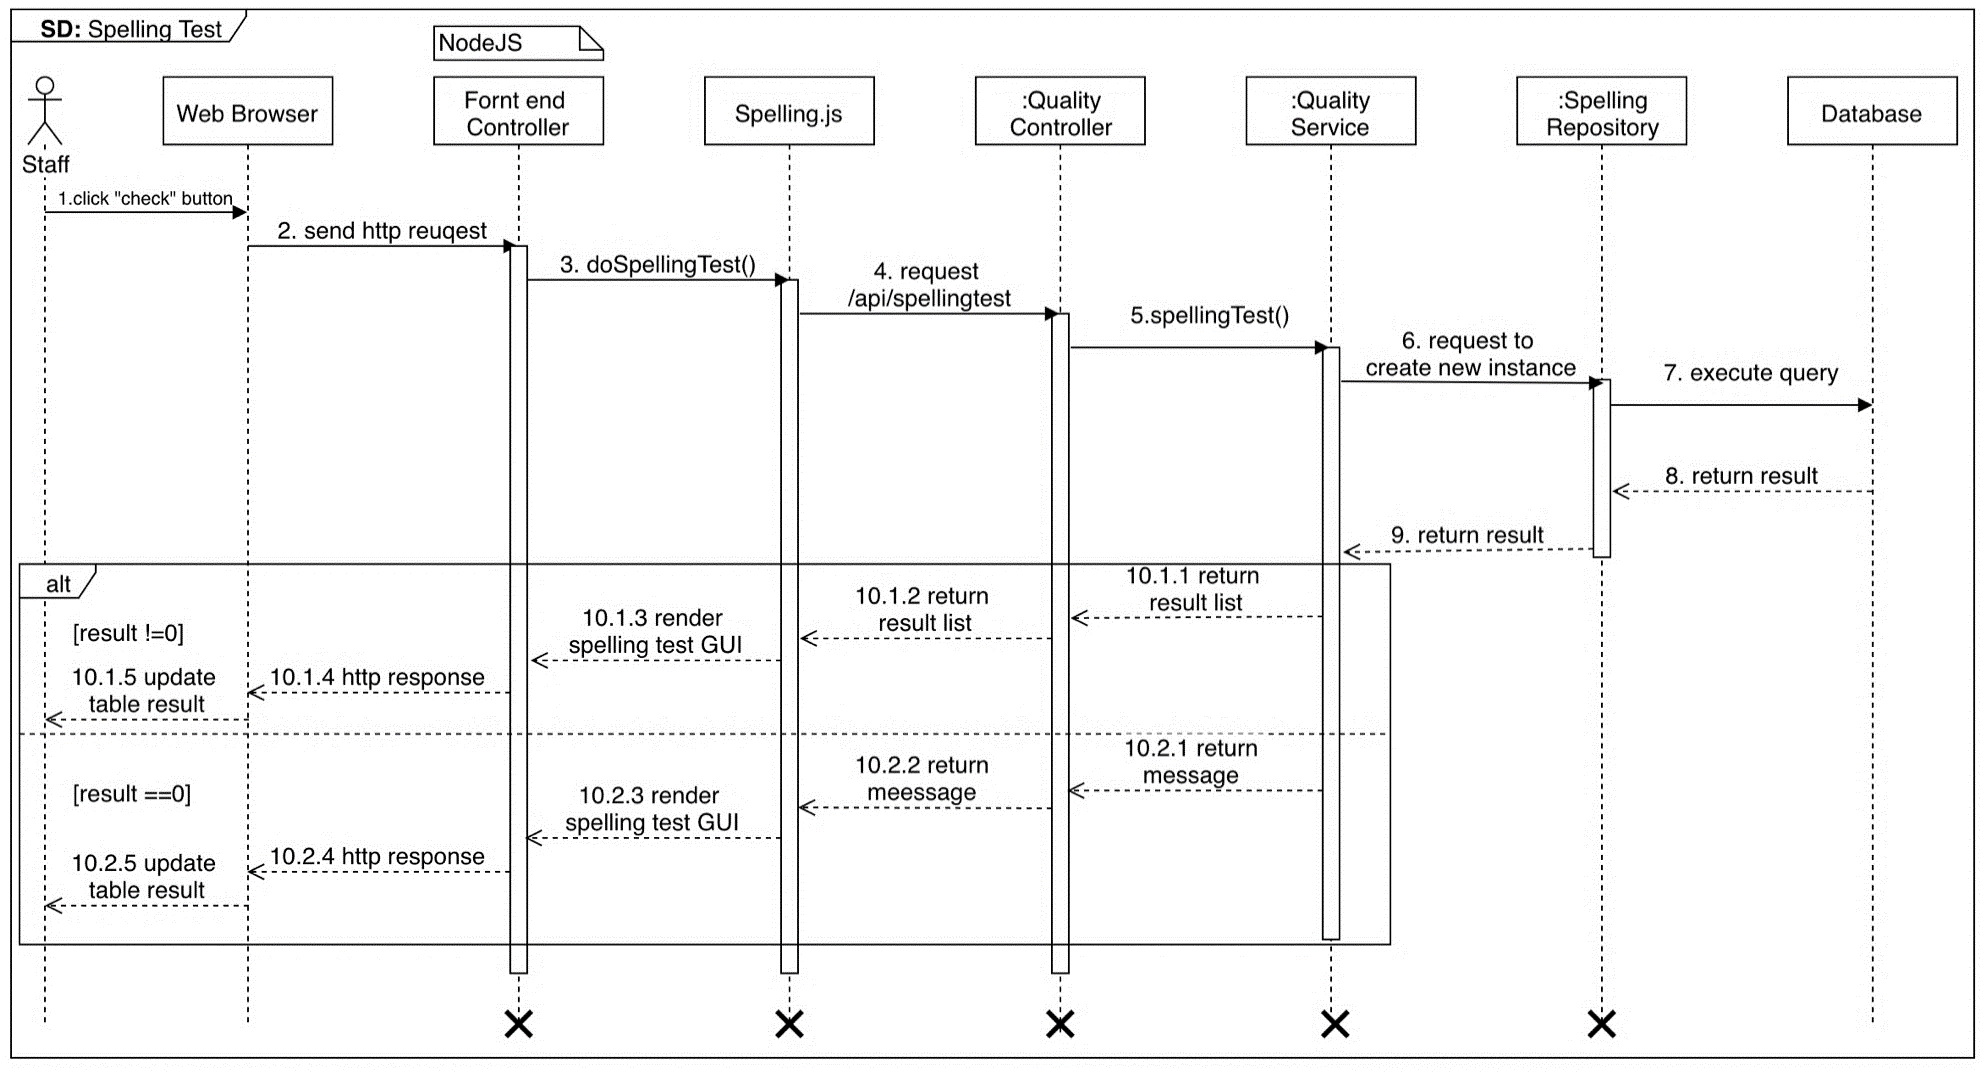 SD: Spelling Test
NodeJS
Staff
Web Browser
Fornt end
Controller
Spelling.js
:Quality
Controller
:Quality
Service
:Spelling
Repository
Database
1.click "check" button
2. send http reuqest
3. doSpellingTest()
4. request
/api/spellingtest
5.spellingTest()
6. request to
create new instance
7. execute query
8. return result
9. return result
alt
[result !=0]
10.1.1 return
result list
10.1.2 return
result list
10.1.3 render
spelling test GUI
10.1.4 http response
10.1.5 update
table result
[result ==0]
10.2.1 return
message
10.2.2 return
meessage
10.2.3 render
spelling test GUI
10.2.4 http response
10.2.5 update
table result